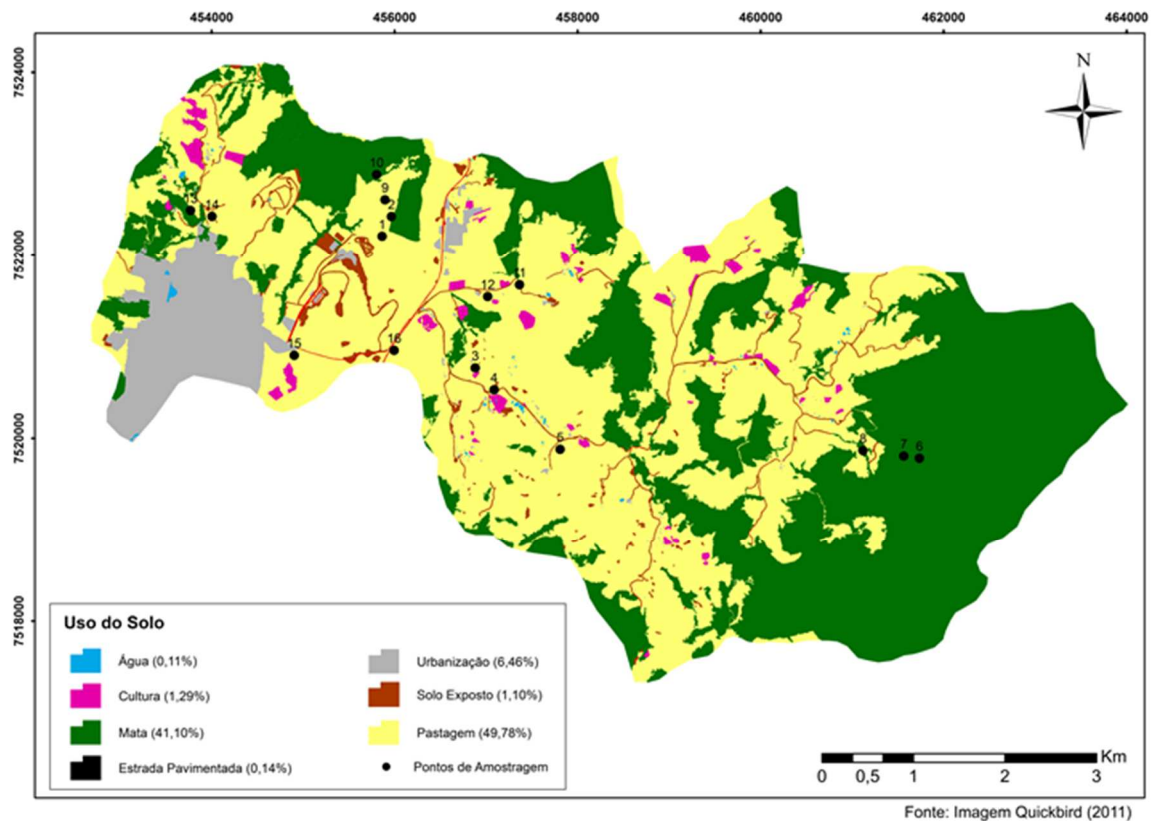 454000 456000 458000 460000 462000 464000
7524000
7522000
7520000
7518000
N
10
9
2
1
13 14
11
12
15
16
3
4
5
8 7 6
Uso do Solo
Água (0,11%)
Cultura (1,29%)
Mata (41,10%)
Estrada Pavimentada (0,14%)
Urbanização (6,46%)
Solo Exposto (1,10%)
Pastagem (49,78%)
Pontos de Amostragem
Km
0 0,5 1 2 3
Fonte: Imagem Quickbird (2011)